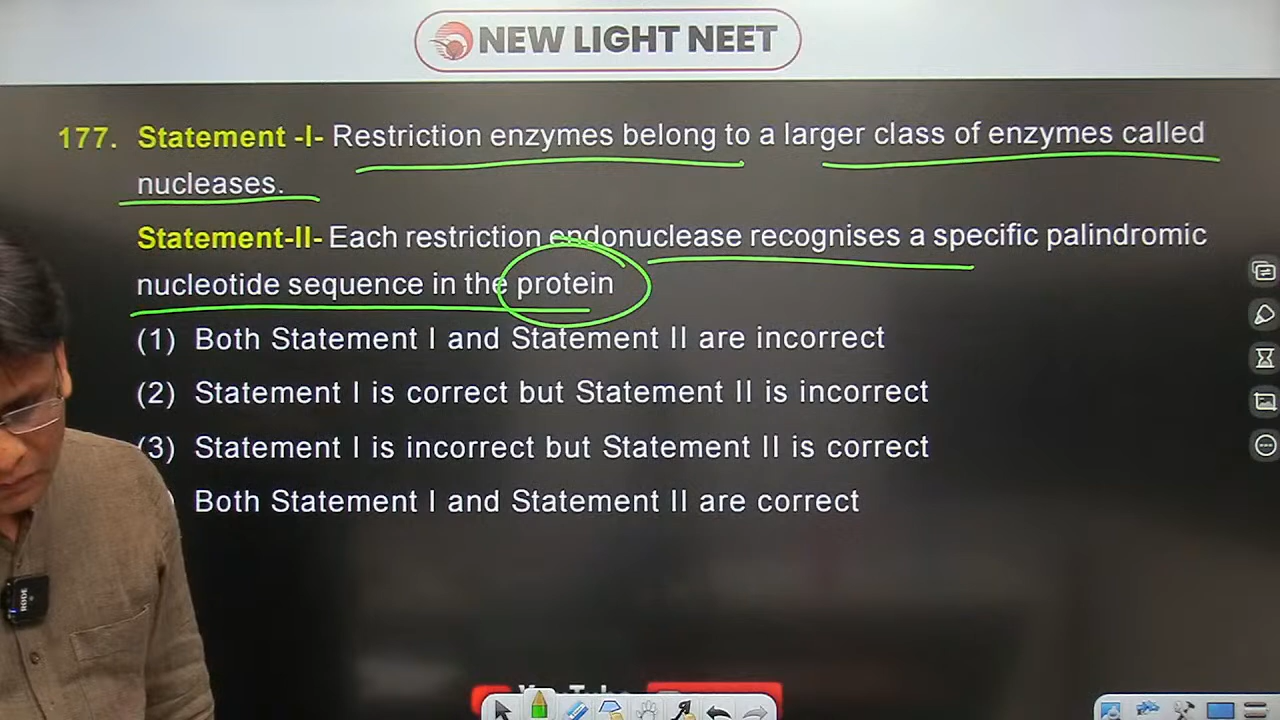 NEW LIGHT NEET
177. Statement -I- Restriction enzymes belong to a larger class of enzymes called
nucleases.
Statement-II- Each restriction endonuclease recognises a specific palindromic
nucleotide sequence in the protein
(1) Both Statement I and Statement II are incorrect
(2) Statement I is correct but Statement II is incorrect
(3) Statement I is incorrect but Statement II is correct
Both Statement I and Statement II are correct
RODE
YouTube